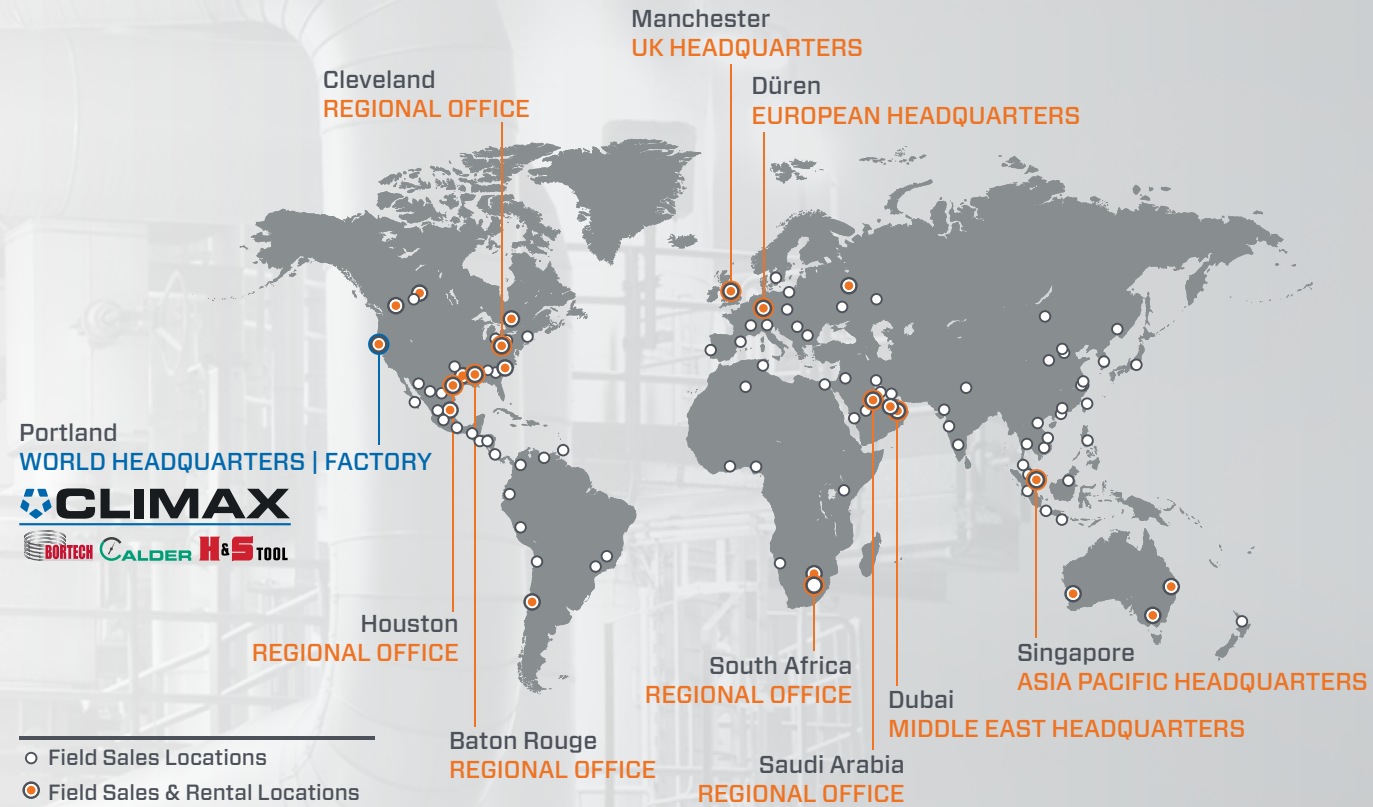 Manchester
UK HEADQUARTERS
Cleveland
REGIONAL OFFICE
Düren
EUROPEAN HEADQUARTERS
Portland
WORLD HEADQUARTERS | FACTORY
CLIMAX
BORTECH CALDER H&S TOOL
Houston
REGIONAL OFFICE
South Africa
REGIONAL OFFICE
Singapore
ASIA PACIFIC HEADQUARTERS
Dubai
MIDDLE EAST HEADQUARTERS
Baton Rouge
REGIONAL OFFICE
Saudi Arabia
REGIONAL OFFICE
Field Sales Locations
Field Sales & Rental Locations